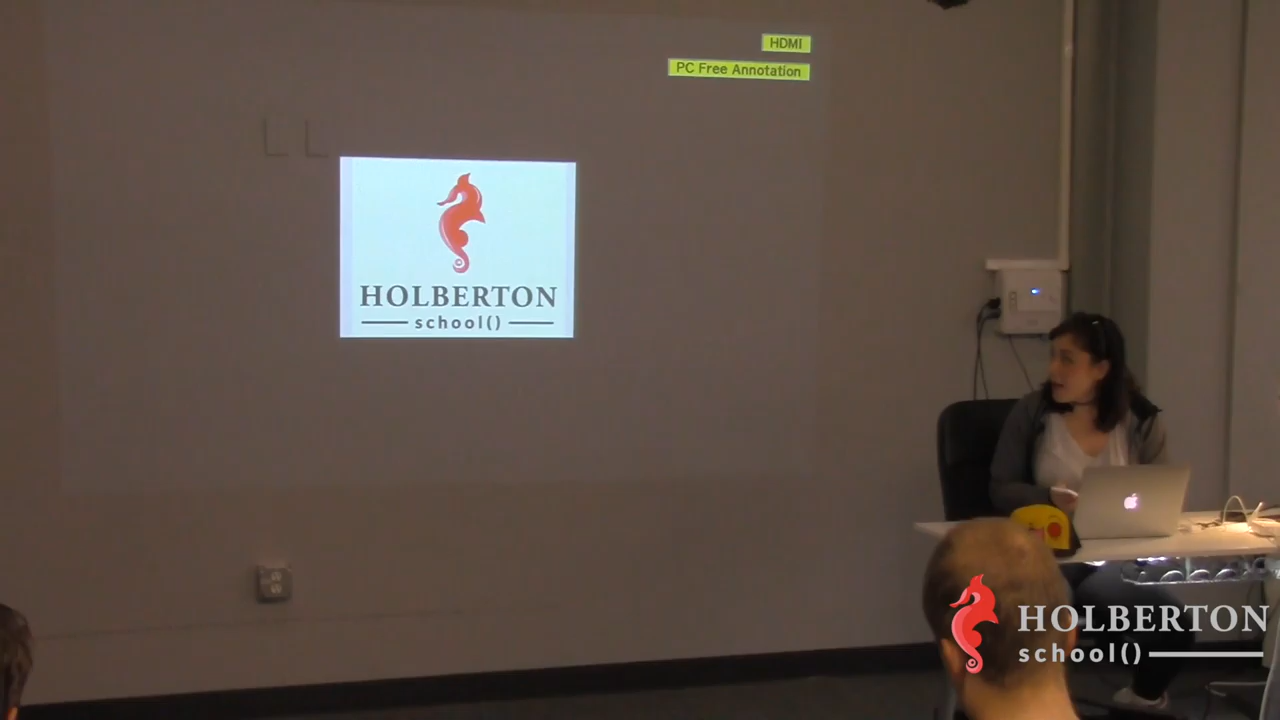 HDMI
PC Free Annotation
HOLBERTON
school()
HOLBERTON
school()